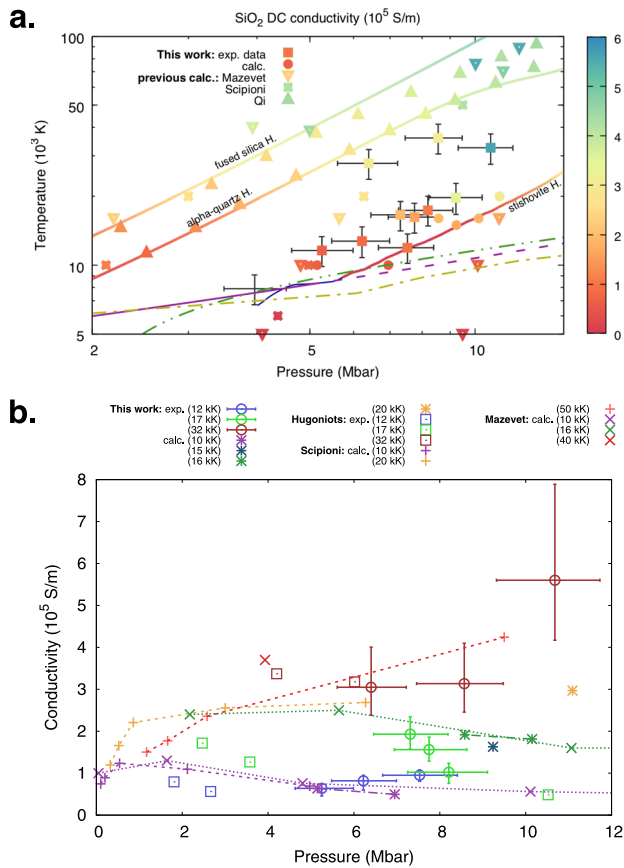 a.
SiO2 DC conductivity (10^5 S/m)
This work: exp. data
calc.
previous calc.: Mazevet
Scipioni
Qi
fused silica H.
alpha-quartz H.
stishovite H.
100
50
10
5
Temperature (10^3 K)
2
5
10
Pressure (Mbar)
6
5
4
3
2
1
0
b.
This work: exp. (12 kK)
(17 kK)
(32 kK)
calc. (10 kK)
(15 kK)
(16 kK)
(20 kK)
Hugoniots: exp. (12 kK)
(17 kK)
(32 kK)
Scipioni: calc. (10 kK)
(20 kK)
(50 kK)
Mazevet: calc. (10 kK)
(16 kK)
(40 kK)
8
7
6
5
4
3
2
1
0
Conductivity (10^5 S/m)
0
2
4
6
8
10
12
Pressure (Mbar)